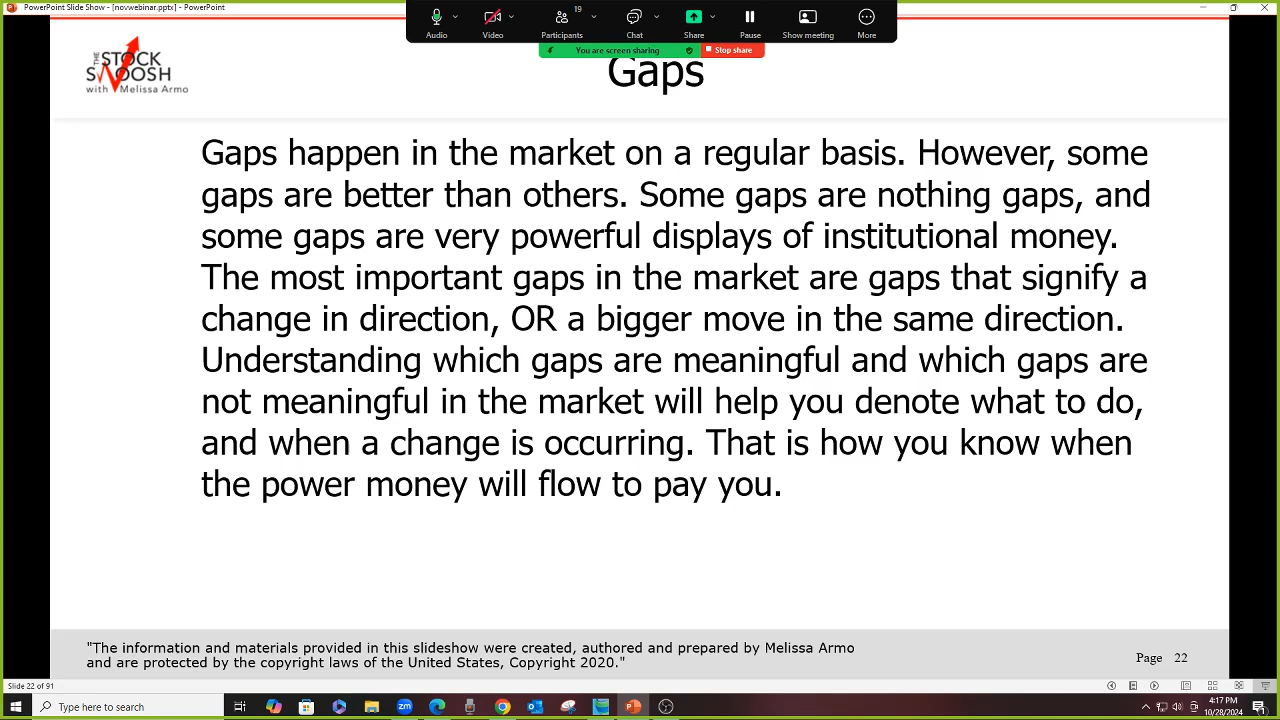 PowerPoint Slide Show - [novwebinar.pptx] - PowerPoint
19
Audio Video Participants Chat Share Pause Show meeting More
You are screen sharing Stop share
THE STOCK
SWOOSH
with Melissa Armo
Gaps
Gaps happen in the market on a regular basis. However, some
gaps are better than others. Some gaps are nothing gaps, and
some gaps are very powerful displays of institutional money.
The most important gaps in the market are gaps that signify a
change in direction, OR a bigger move in the same direction.
Understanding which gaps are meaningful and which gaps are
not meaningful in the market will help you denote what to do,
and when a change is occurring. That is how you know when
the power money will flow to pay you.
"The information and materials provided in this slideshow were created, authored and prepared by Melissa Armo
and are protected by the copyright laws of the United States, Copyright 2020."
Page 22
Slide 22 of 91
Type here to search
4:17 PM
10/28/2024